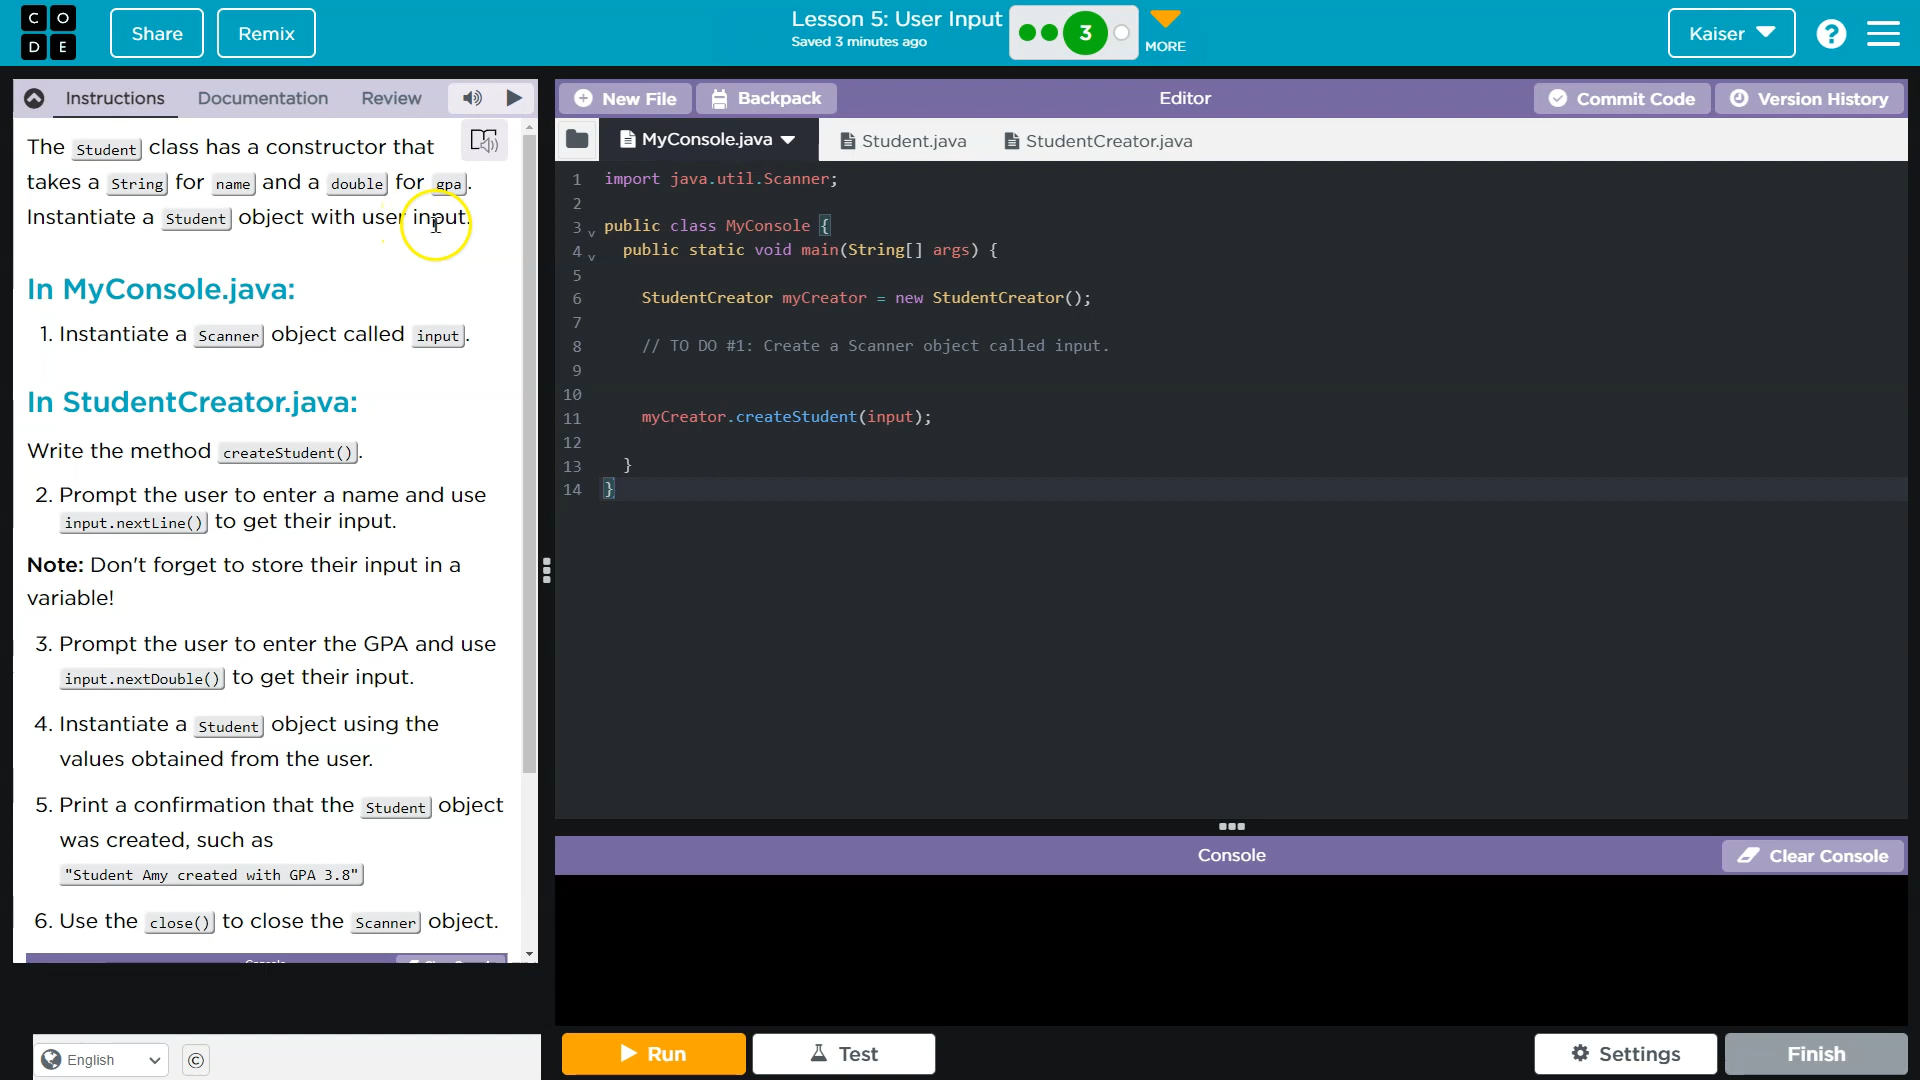 C O
D E
Share
Remix
Lesson 5: User Input
Saved 3 minutes ago
3
MORE
Kaiser
?
Instructions
Documentation
Review
The Student class has a constructor that
takes a String for name and a double for gpa.
Instantiate a Student object with user input.
In MyConsole.java:
1. Instantiate a Scanner object called input.
In StudentCreator.java:
Write the method createStudent().
2. Prompt the user to enter a name and use
input.nextLine() to get their input.
Note: Don't forget to store their input in a
variable!
3. Prompt the user to enter the GPA and use
input.nextDouble() to get their input.
4. Instantiate a Student object using the
values obtained from the user.
5. Print a confirmation that the Student object
was created, such as
"Student Amy created with GPA 3.8"
6. Use the close() to close the Scanner object.
English
©
New File
Backpack
Editor
Commit Code
Version History
MyConsole.java
Student.java
StudentCreator.java
1 import java.util.Scanner;
2
3 public class MyConsole {
4 public static void main(String[] args) {
5
6 StudentCreator myCreator = new StudentCreator();
7
8 // TO DO #1: Create a Scanner object called input.
9
10
11 myCreator.createStudent(input);
12
13 }
14 }
Console
Clear Console
Run
Test
Settings
Finish